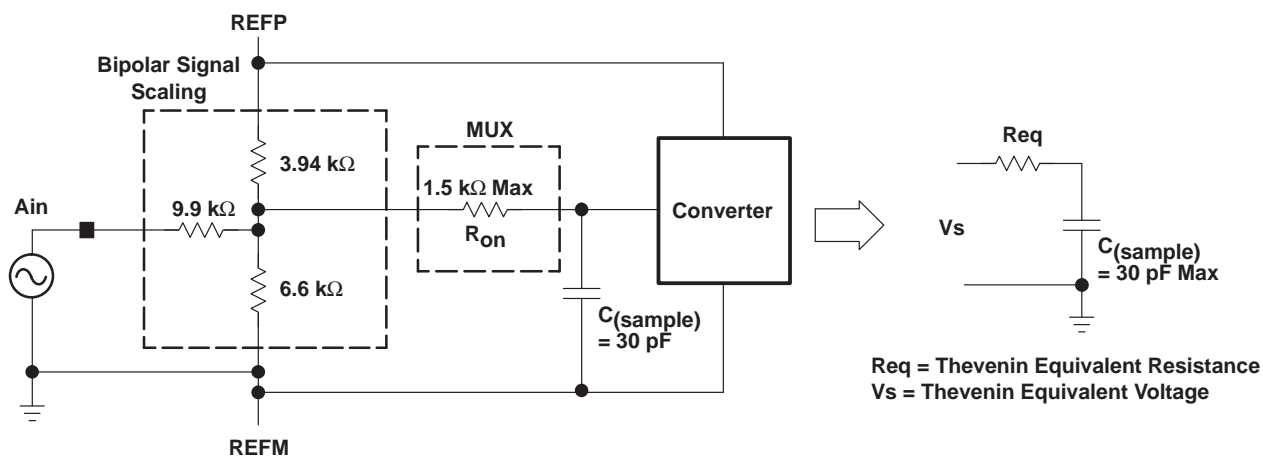 REFP
Bipolar Signal
Scaling
MUX
3.94 kΩ
1.5 kΩ Max
Ron
Ain
9.9 kΩ
6.6 kΩ
Converter
C(sample)
= 30 pF
REFM
Req
Vs
C(sample)
= 30 pF Max
Req = Thevenin Equivalent Resistance
Vs = Thevenin Equivalent Voltage